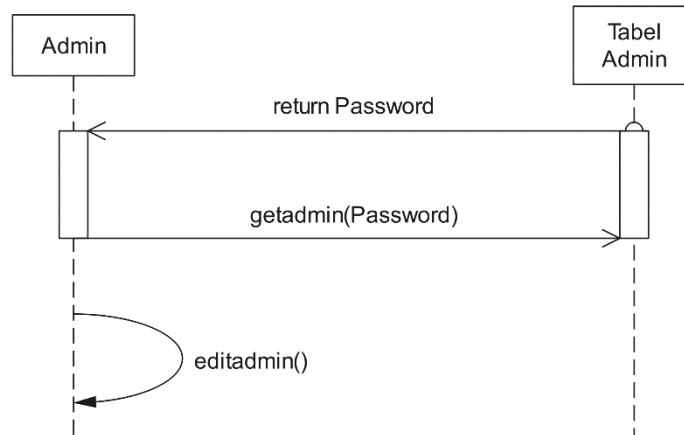 Admin
Tabel
Admin
return Password
getadmin(Password)
editadmin()